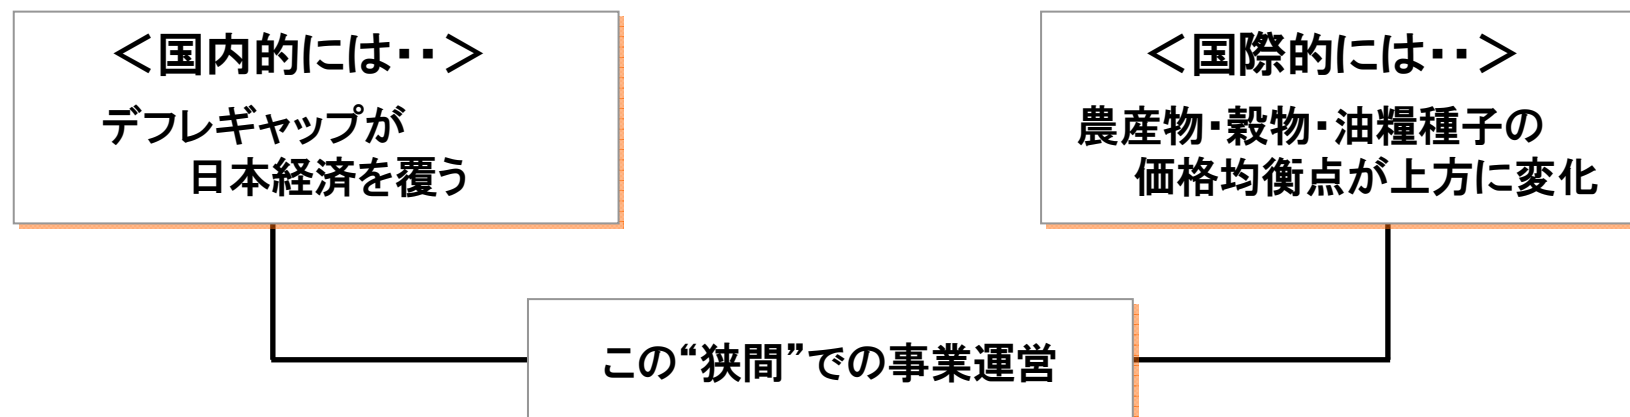 ＜国内的には・・＞
デフレギャップが
日本経済を覆う
＜国際的には・・＞
農産物・穀物・油糧種子の
価格均衡点が上方に変化
この“狭間”での事業運営